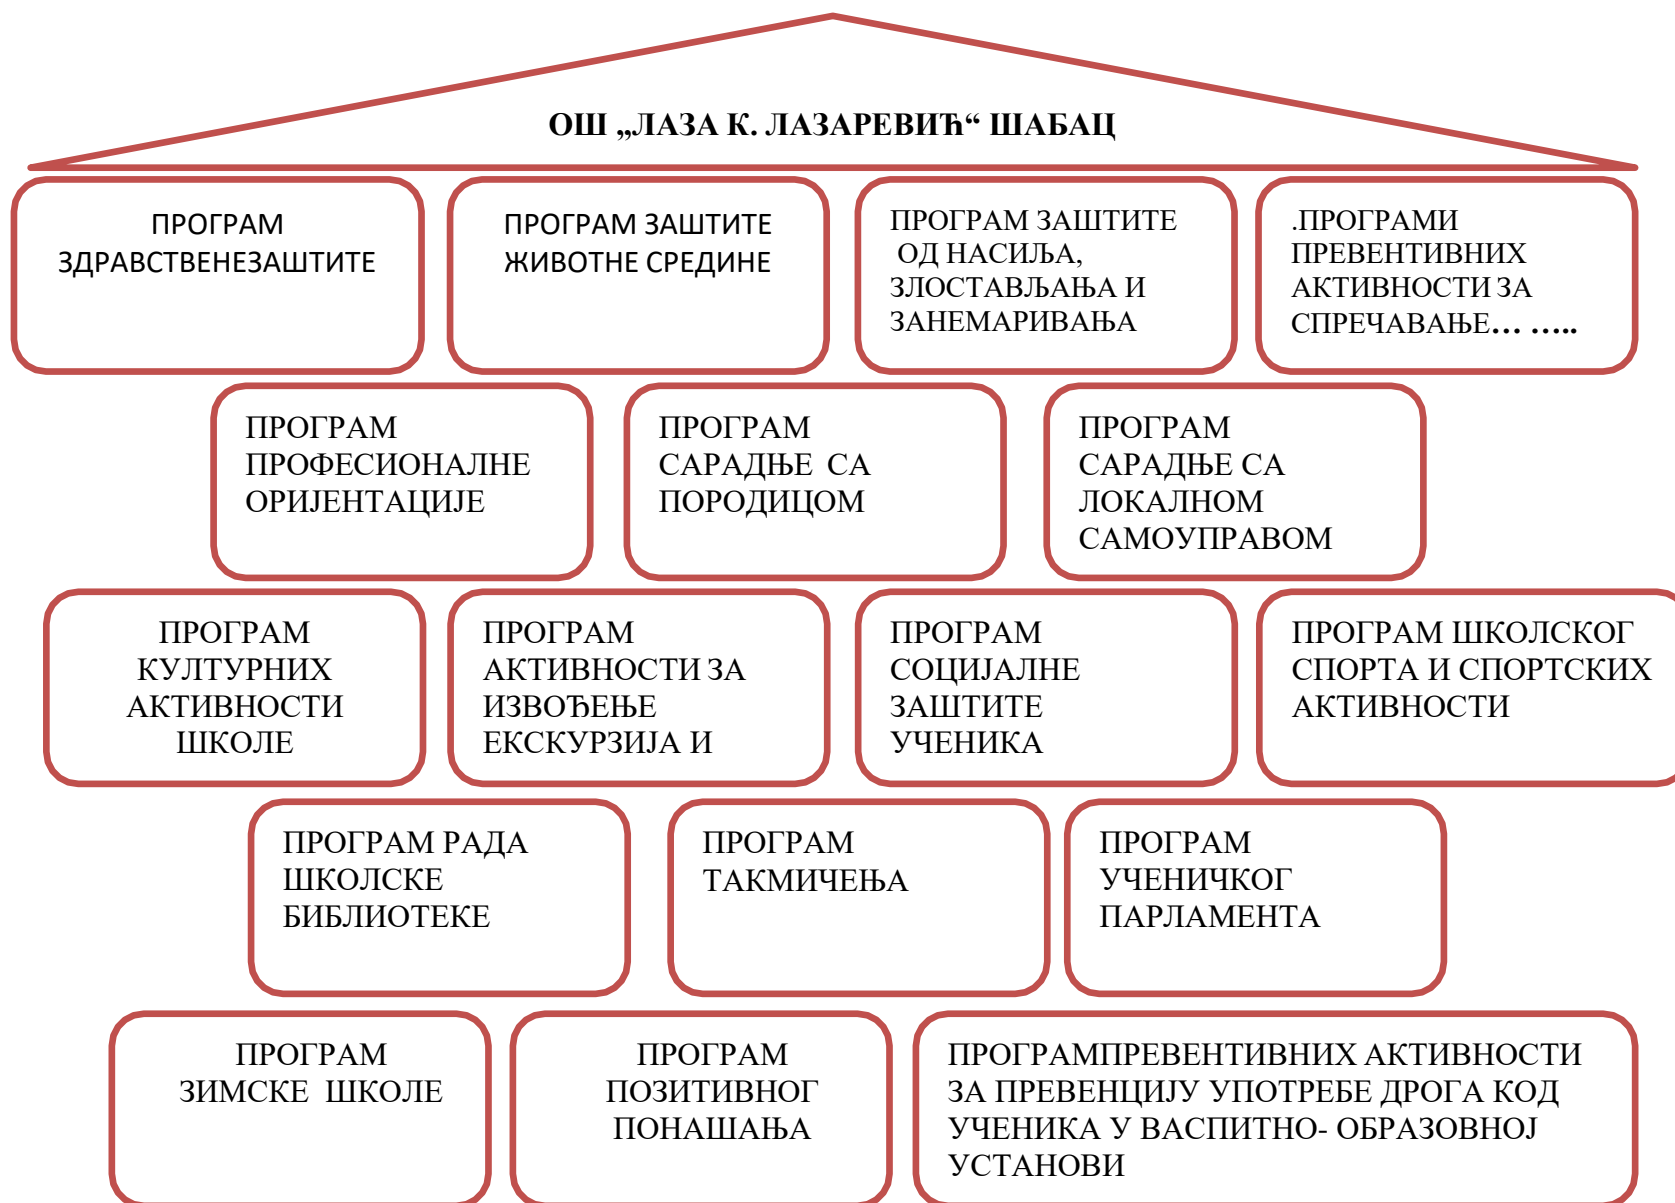 ОШ „ЛАЗА К. ЛАЗАРЕВИЋ“ ШАБАЦ
ПРОГРАМ
ЗДРАВСТВЕНЕЗАШТИТЕ
ПРОГРАМ ЗАШТИТЕ
ЖИВОТНЕ СРЕДИНЕ
ПРОГРАМ ЗАШТИТЕ
ОД НАСИЉА,
ЗЛОСТАВЉАЊА И
ЗАНЕМАРИВАЊА
.ПРОГРАМИ
ПРЕВЕНТИВНИХ
АКТИВНОСТИ ЗА
СПРЕЧАВАЊЕ... .....
ПРОГРАМ
ПРОФЕСИОНАЛНЕ
ОРИЈЕНТАЦИЈЕ
ПРОГРАМ
САРАДЊЕ СА
ПОРОДИЦОМ
ПРОГРАМ
САРАДЊЕ СА
ЛОКАЛНОМ
САМОУПРАВОМ
ПРОГРАМ
КУЛТУРНИХ
АКТИВНОСТИ
ШКОЛЕ
ПРОГРАМ
АКТИВНОСТИ ЗА
ИЗВОЂЕЊЕ
ЕКСКУРЗИЈА И
ПРОГРАМ
СОЦИЈАЛНЕ
ЗАШТИТЕ
УЧЕНИКА
ПРОГРАМ ШКОЛСКОГ
СПОРТА И СПОРТСКИХ
АКТИВНОСТИ
ПРОГРАМ РАДА
ШКОЛСКЕ
БИБЛИОТЕКЕ
ПРОГРАМ
ТАКМИЧЕЊА
ПРОГРАМ
УЧЕНИЧКОГ
ПАРЛАМЕНТА
ПРОГРАМ
ЗИМСКЕ ШКОЛЕ
ПРОГРАМ
ПОЗИТИВНОГ
ПОНАШАЊА
ПРОГРАМПРЕВЕНТИВНИХ АКТИВНОСТИ
ЗА ПРЕВЕНЦИЈУ УПОТРЕБЕ ДРОГА КОД
УЧЕНИКА У ВАСПИТНО- ОБРАЗОВНОЈ
УСТАНОВИ